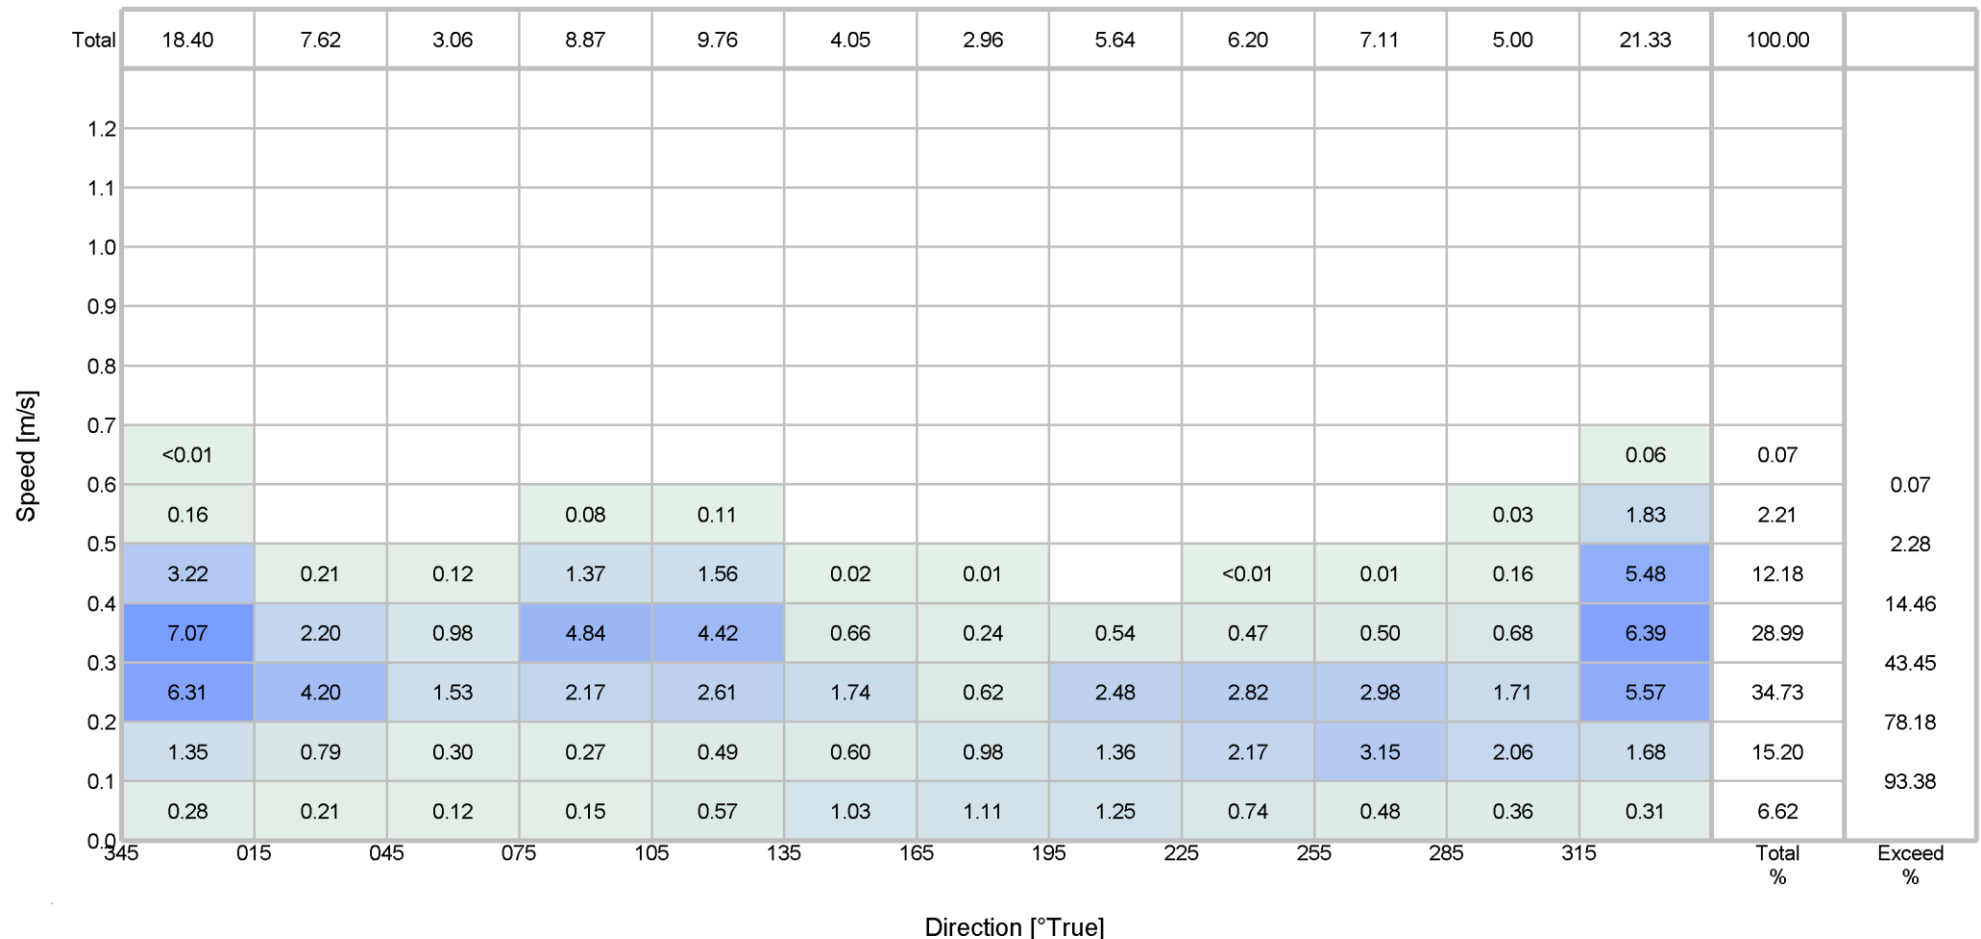 Total 18.40 7.62 3.06 8.87 9.76 4.05 2.96 5.64 6.20 7.11 5.00 21.33 100.00
1.2
1.1
1.0
0.9
0.8
Speed [m/s]
0.7
<0.01 0.06 0.07
0.6 0.07
0.16 0.08 0.11 0.03 1.83 2.21
0.5 2.28
3.22 0.21 0.12 1.37 1.56 0.02 0.01 <0.01 0.01 0.16 5.48 12.18
0.4 14.46
7.07 2.20 0.98 4.84 4.42 0.66 0.24 0.54 0.47 0.50 0.68 6.39 28.99
0.3 43.45
6.31 4.20 1.53 2.17 2.61 1.74 0.62 2.48 2.82 2.98 1.71 5.57 34.73
0.2 78.18
1.35 0.79 0.30 0.27 0.49 0.60 0.98 1.36 2.17 3.15 2.06 1.68 15.20
0.1 93.38
0.28 0.21 0.12 0.15 0.57 1.03 1.11 1.25 0.74 0.48 0.36 0.31 6.62
0.0
345 015 045 075 105 135 165 195 225 255 285 315 Total Exceed
% %
Direction [°True]